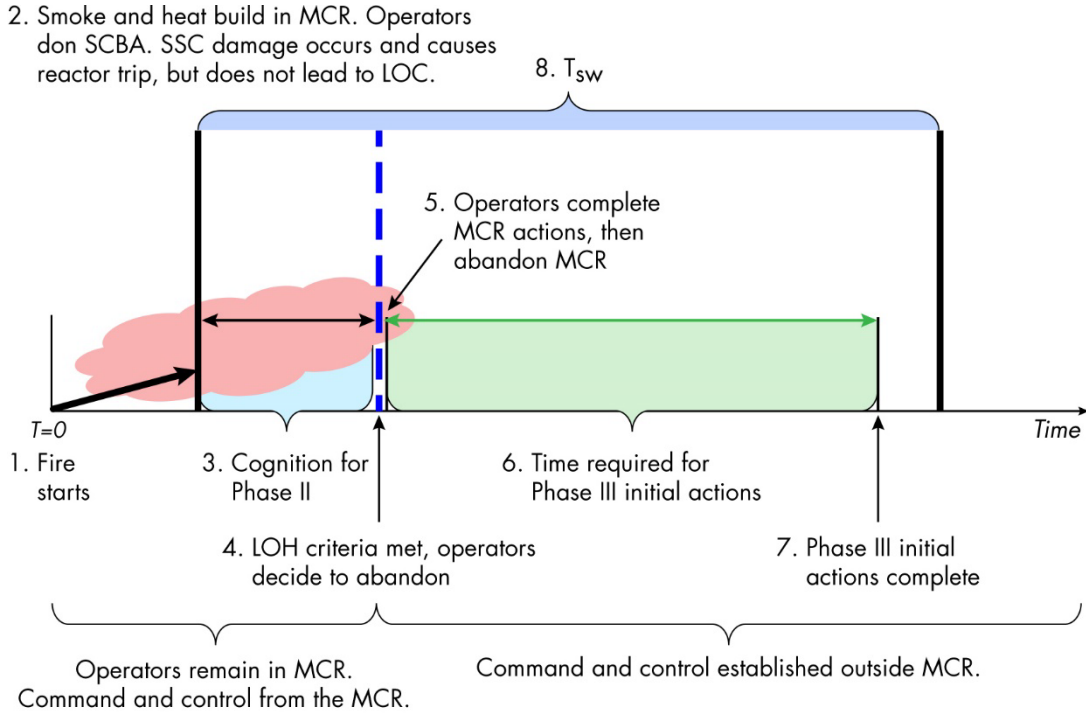 2. Smoke and heat build in MCR. Operators
don SCBA. SSC damage occurs and causes
reactor trip, but does not lead to LOC.
8. Tsw
5. Operators complete
MCR actions, then
abandon MCR
T=0
Time
1. Fire
starts
3. Cognition for
Phase II
6. Time required for
Phase III initial actions
4. LOH criteria met, operators
decide to abandon
7. Phase III initial
actions complete
Operators remain in MCR.
Command and control from the MCR.
Command and control established outside MCR.